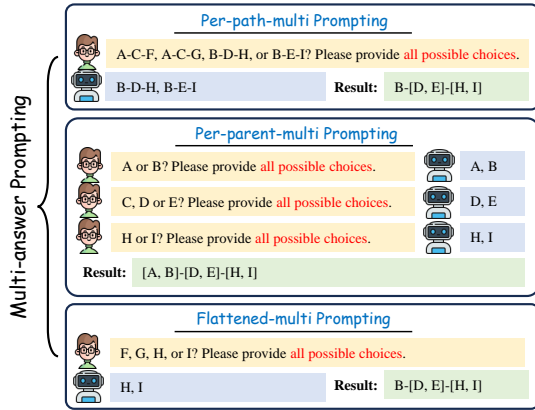 Multi-answer Prompting
Per-path-multi Prompting
A-C-F, A-C-G, B-D-H, or B-E-I? Please provide all possible choices.
B-D-H, B-E-I
Result: B-[D, E]-[H, I]
Per-parent-multi Prompting
A or B? Please provide all possible choices.
A, B
C, D or E? Please provide all possible choices.
D, E
H or I? Please provide all possible choices.
H, I
Result: [A, B]-[D, E]-[H, I]
Flattened-multi Prompting
F, G, H, or I? Please provide all possible choices.
H, I
Result: B-[D, E]-[H, I]